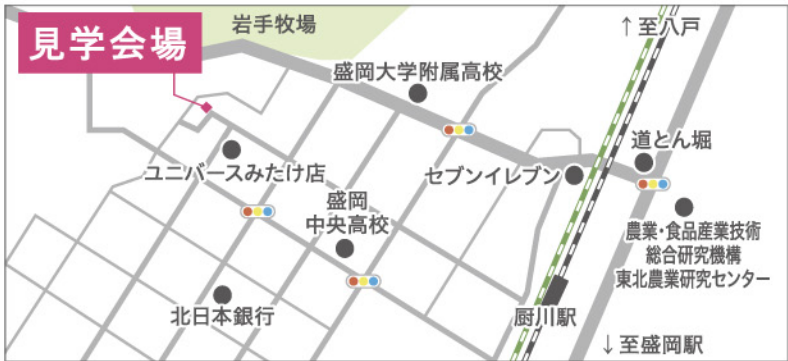 岩手牧場
↑至八戸
見学会場
盛岡大学附属高校
道とん堀
ユニバースみたけ店
セブンイレブン
盛岡
中央高校
農業・食品産業技術
総合研究機構
東北農業研究センター
北日本銀行
厨川駅
↓至盛岡駅